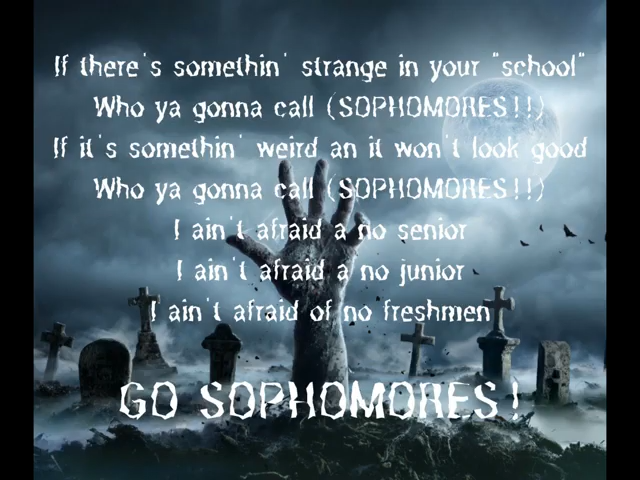 If there's somethin' strange in your "school"
Who ya gonna call (SOPHOMORES!!)
If it's somethin' weird an it won't look good
Who ya gonna call (SOPHOMORES!!)
I ain't afraid a no senior
I ain't afraid a no junior
I ain't afraid of no freshmen
GO SOPHOMORES!